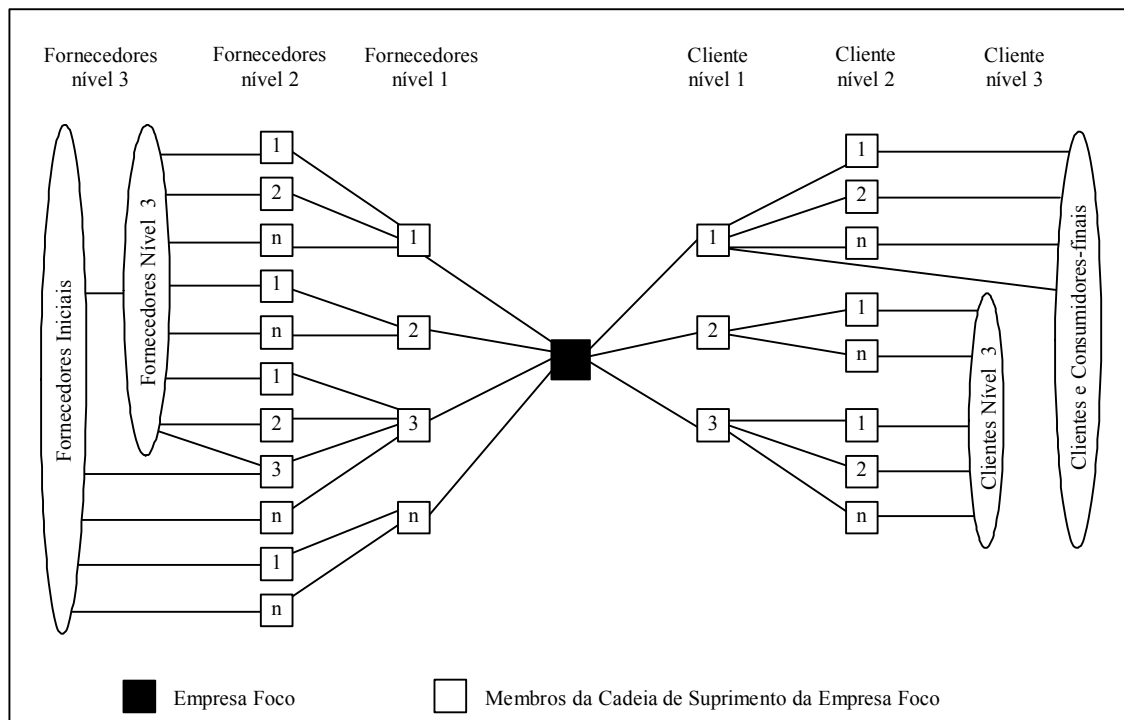 Fornecedores
nível 3
Fornecedores
nível 2
Fornecedores
nível 1
Cliente
nível 1
Cliente
nível 2
Cliente
nível 3
Fornecedores Iniciais
Fornecedores Nível 3
1
2
n
1
n
1
2
3
n
1
n
1
2
3
n
1
2
3
1
2
n
1
n
1
2
n
Clientes Nível 3
Clientes e Consumidores-finais
Empresa Foco
Membros da Cadeia de Suprimento da Empresa Foco